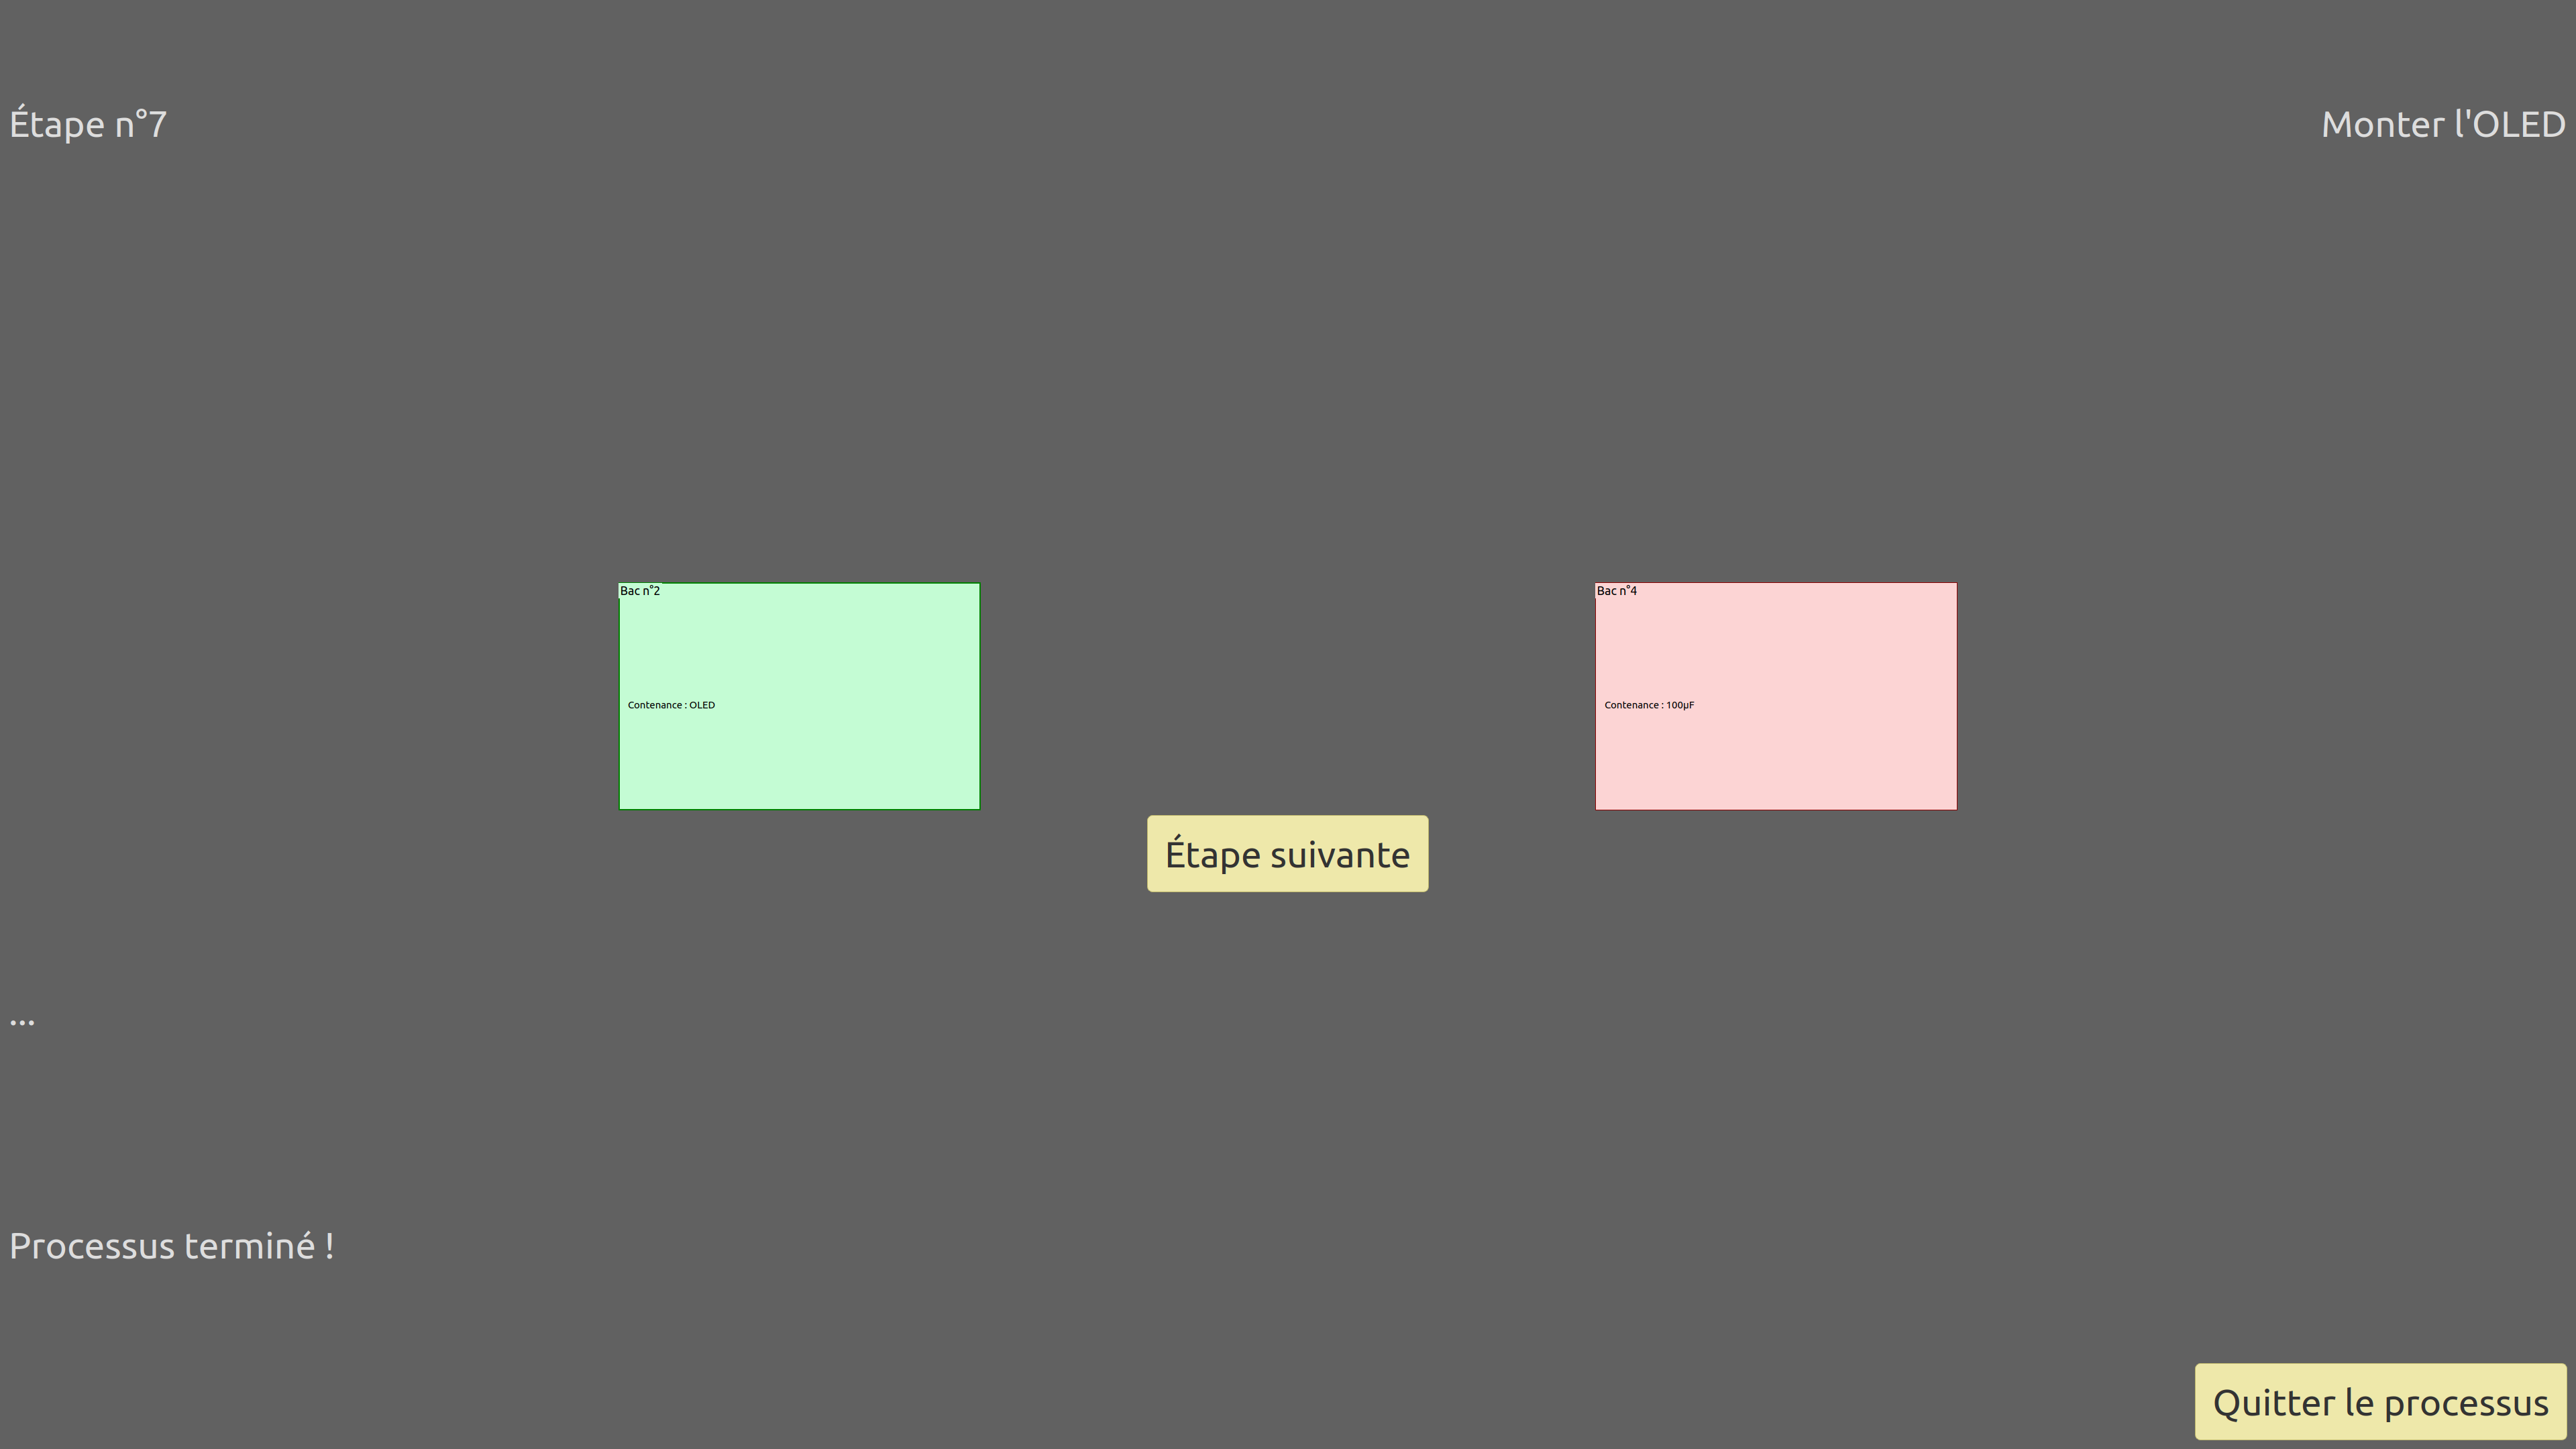 Étape n°7
Monter l'OLED
Bac n°2
Contenance : OLED
Bac n°4
Contenance : 100µF
Étape suivante
...
Processus terminé !
Quitter le processus